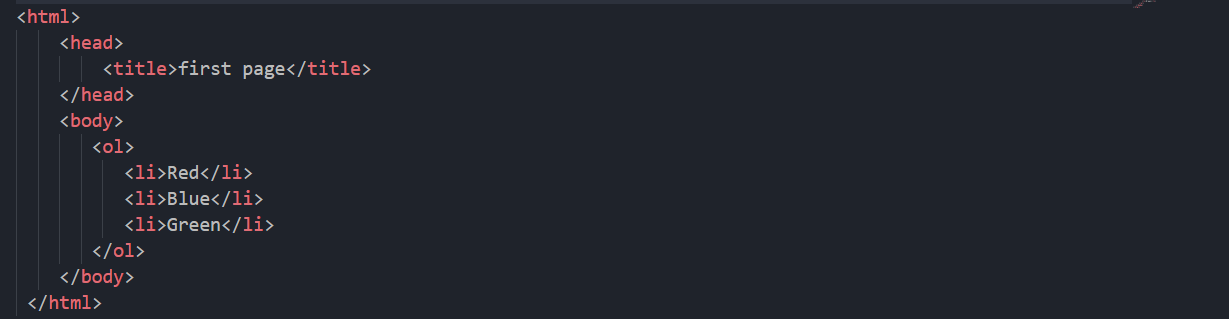 <html>
<head>
<title>first page</title>
</head>
<body>
<ol>
<li>Red</li>
<li>Blue</li>
<li>Green</li>
</ol>
</body>
</html>